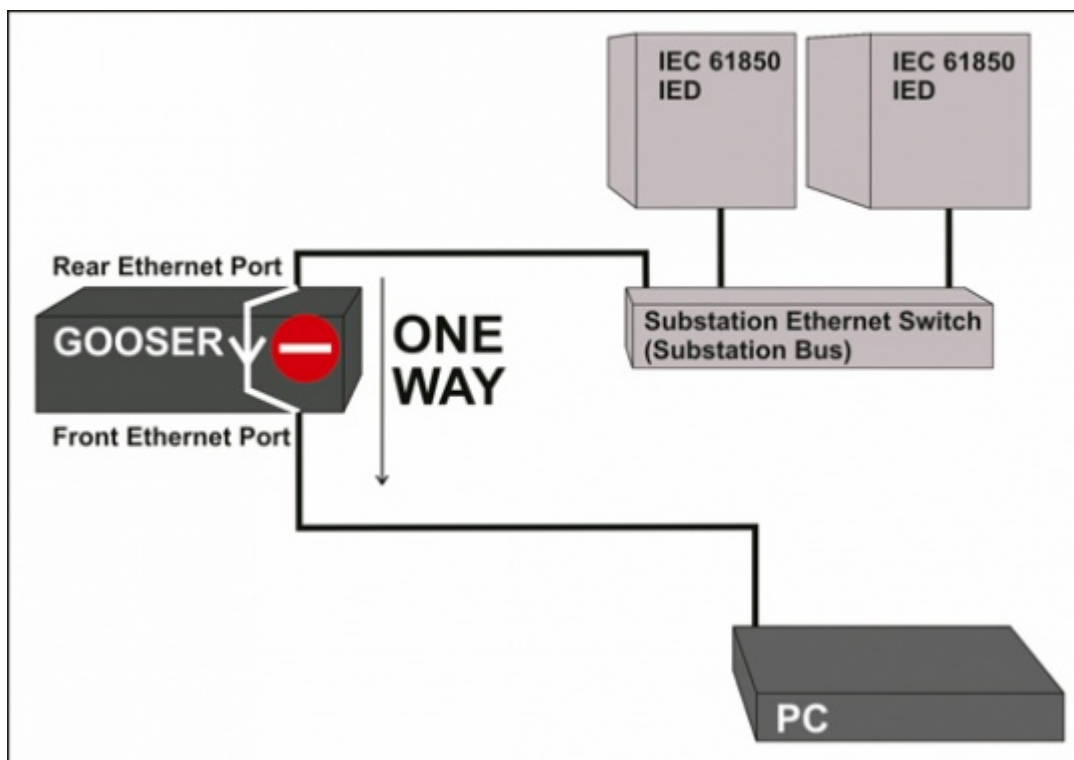 IEC 61850
IED
IEC 61850
IED
Rear Ethernet Port
GOOSER
ONE
WAY
Substation Ethernet Switch
(Substation Bus)
Front Ethernet Port
PC